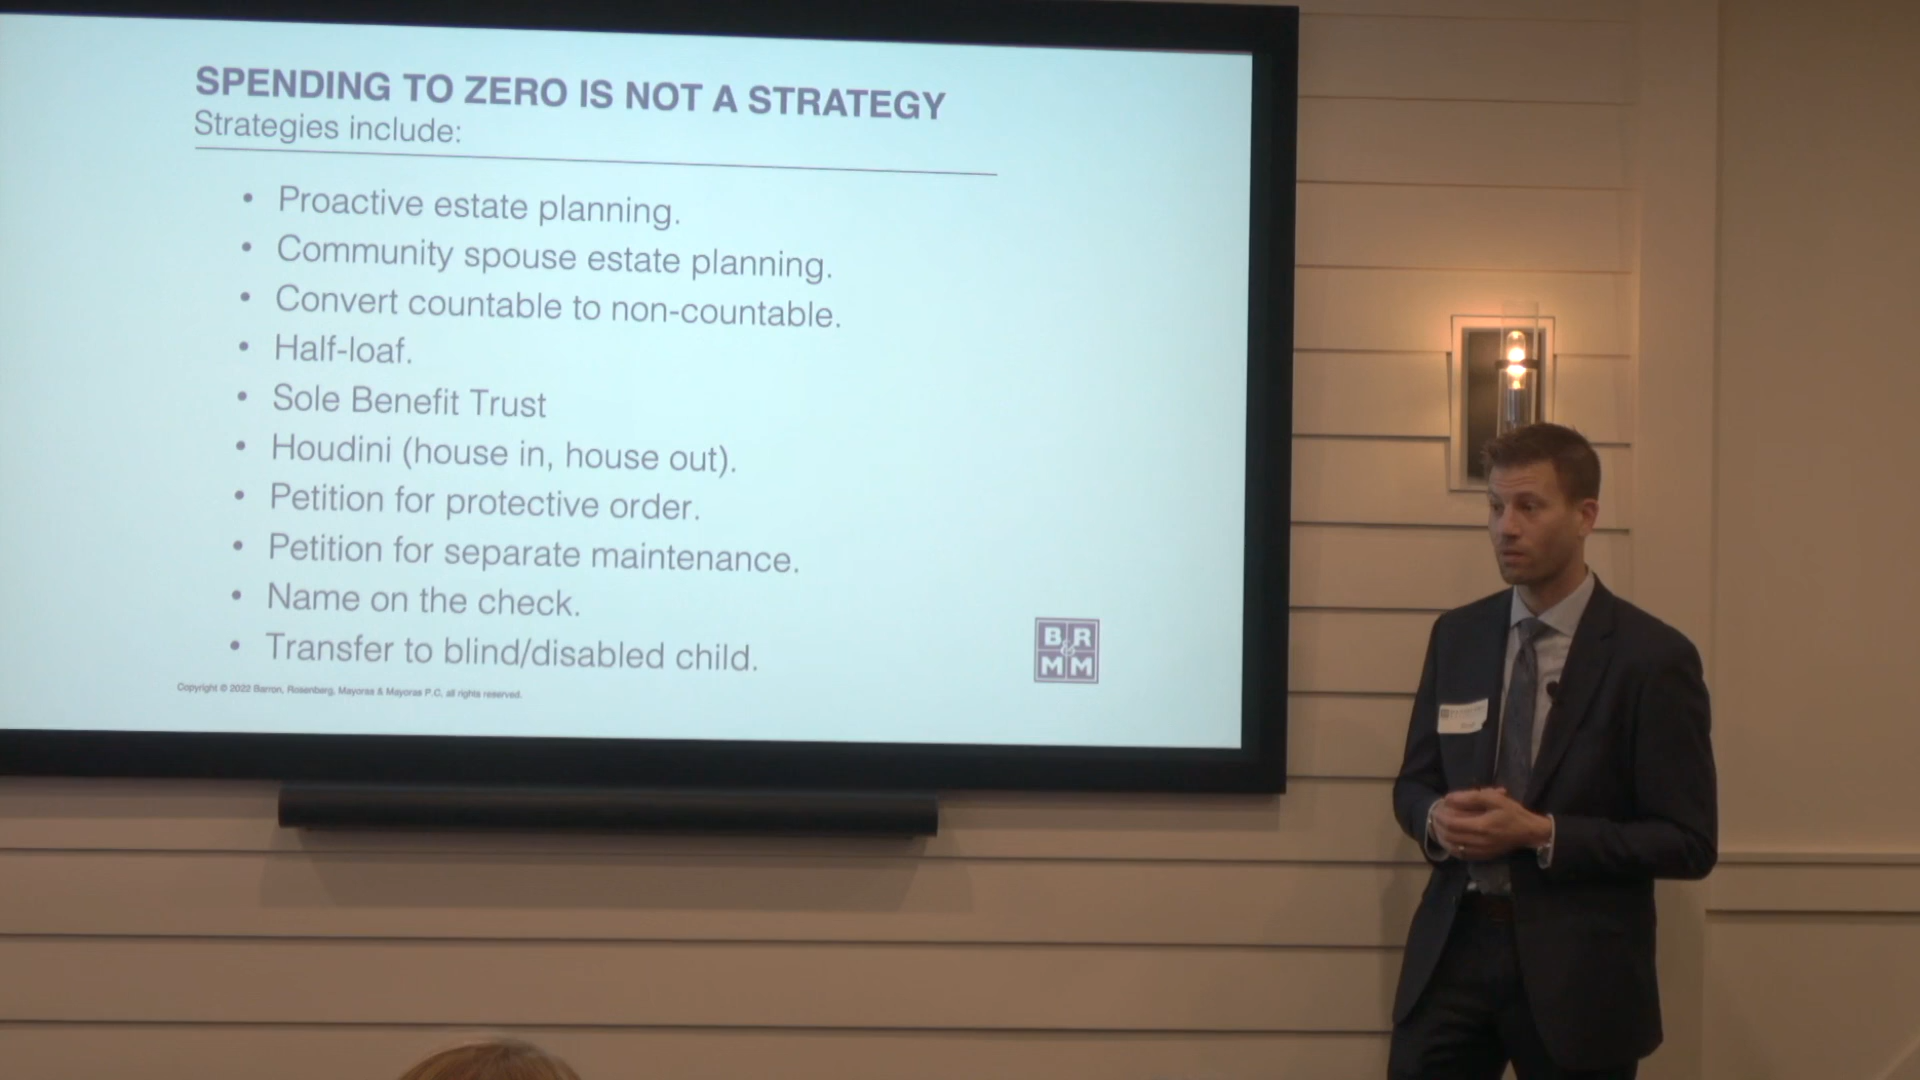 SPENDING TO ZERO IS NOT A STRATEGY
Strategies include:
• Proactive estate planning.
• Community spouse estate planning.
• Convert countable to non-countable.
• Half-loaf.
• Sole Benefit Trust
• Houdini (house in, house out).
• Petition for protective order.
• Petition for separate maintenance.
• Name on the check.
• Transfer to blind/disabled child.
Copyright © 2022 Barron, Rosenberg, Mayoras & Mayoras P.C, all rights reserved.
B R
&
M M